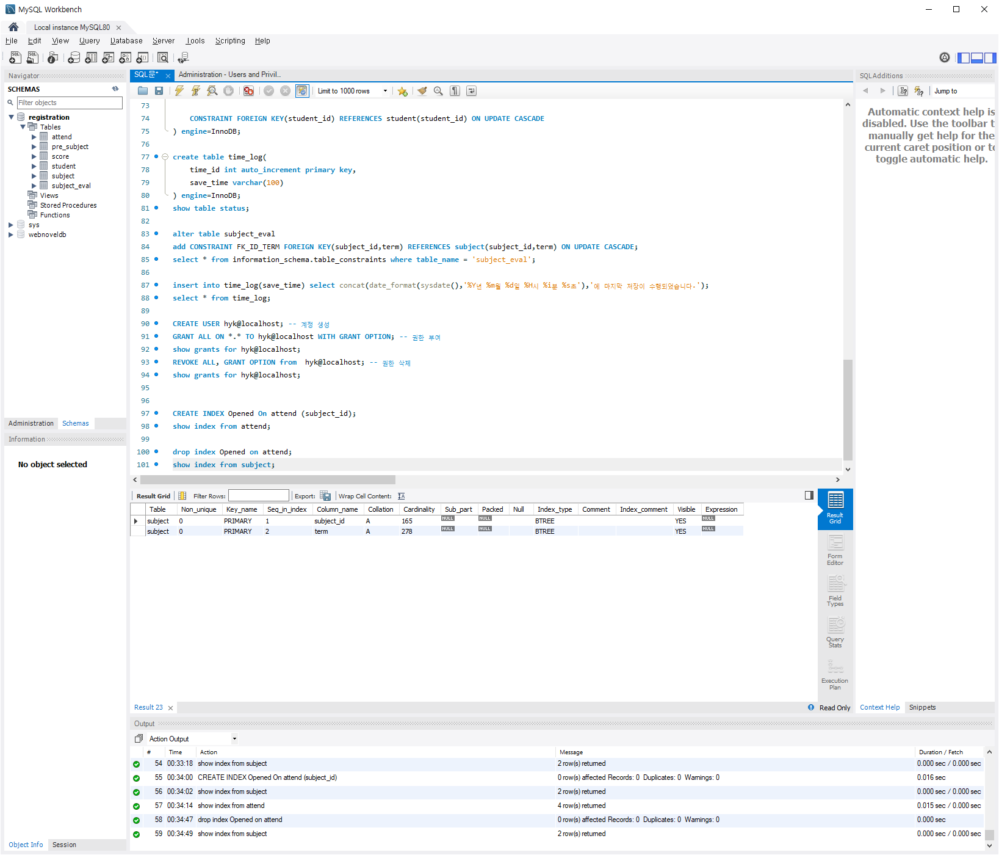 MySQL Workbench
Local instance MySQL80
File Edit View Query Database Server Tools Scripting Help
Navigator
SCHEMAS
Filter objects
registration
Tables
attend
pre_subject
score
student
subject
subject_eval
Views
Stored Procedures
Functions
sys
webnoveldb
Administration Schemas
Information
No object selected
Object Info Session
SQL문* Administration - Users and Privil...
Limit to 1000 rows
73
74 CONSTRAINT FOREIGN KEY(student_id) REFERENCES student(student_id) ON UPDATE CASCADE
75 ) engine=InnoDB;
76
77 create table time_log(
78 time_id int auto_increment primary key,
79 save_time varchar(100)
80 ) engine=InnoDB;
81 show table status;
82
83 alter table subject_eval
84 add CONSTRAINT FK_ID_TERM FOREIGN KEY(subject_id,term) REFERENCES subject(subject_id,term) ON UPDATE CASCADE;
85 select * from information_schema.table_constraints where table_name = 'subject_eval';
86
87 insert into time_log(save_time) select concat(date_format(sysdate(),'%Y년 %m월 %d일 %H시 %i분 %s초'),'에 마지막 저장이 수행되었습니다.');
88 select * from time_log;
89
90 CREATE USER hyk@localhost; -- 계정 생성
91 GRANT ALL ON *.* TO hyk@localhost WITH GRANT OPTION; -- 권한 부여
92 show grants for hyk@localhost;
93 REVOKE ALL, GRANT OPTION from  hyk@localhost; -- 권한 삭제
94 show grants for hyk@localhost;
95
96
97 CREATE INDEX Opened On attend (subject_id);
98 show index from attend;
99
100 drop index Opened on attend;
101 show index from subject;
Result Grid Filter Rows: Export: Wrap Cell Content:
Table Non_unique Key_name Seq_in_index Column_name Collation Cardinality Sub_part Packed Null Index_type Comment Index_comment Visible Expression
subject 0 PRIMARY 1 subject_id A 165 NULL NULL BTREE YES NULL
subject 0 PRIMARY 2 term A 278 NULL NULL BTREE YES NULL
Result Grid
Form Editor
Field Types
Query Stats
Execution Plan
Result 23
Read Only
SQLAdditions
Jump to
Automatic context help is
disabled. Use the toolbar t
manually get help for the
current caret position or to
toggle automatic help.
Context Help Snippets
Output
Action Output
# Time Action Message Duration / Fetch
54 00:33:18 show index from subject 2 row(s) returned 0.000 sec / 0.000 sec
55 00:34:00 CREATE INDEX Opened On attend (subject_id) 0 row(s) affected Records: 0 Duplicates: 0 Warnings: 0 0.016 sec
56 00:34:02 show index from subject 2 row(s) returned 0.000 sec / 0.000 sec
57 00:34:14 show index from attend 4 row(s) returned 0.015 sec / 0.000 sec
58 00:34:47 drop index Opened on attend 0 row(s) affected Records: 0 Duplicates: 0 Warnings: 0 0.000 sec
59 00:34:49 show index from subject 2 row(s) returned 0.000 sec / 0.000 sec